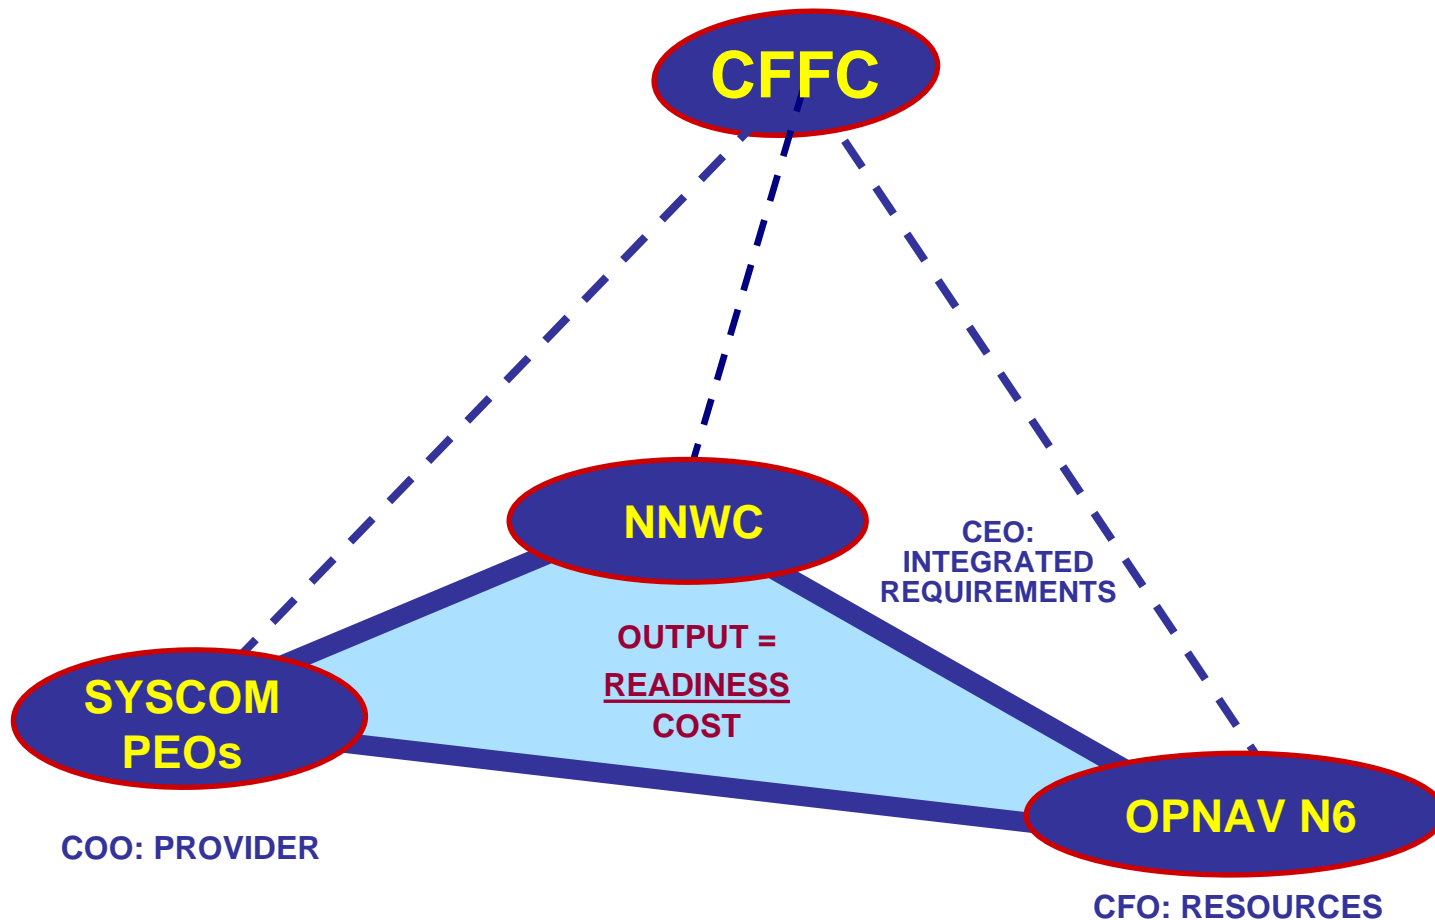 CFFC
NNWC
CEO:
INTEGRATED
REQUIREMENTS
OUTPUT =
READINESS
COST
SYSCOM
PEOs
OPNAV N6
COO: PROVIDER
CFO: RESOURCES